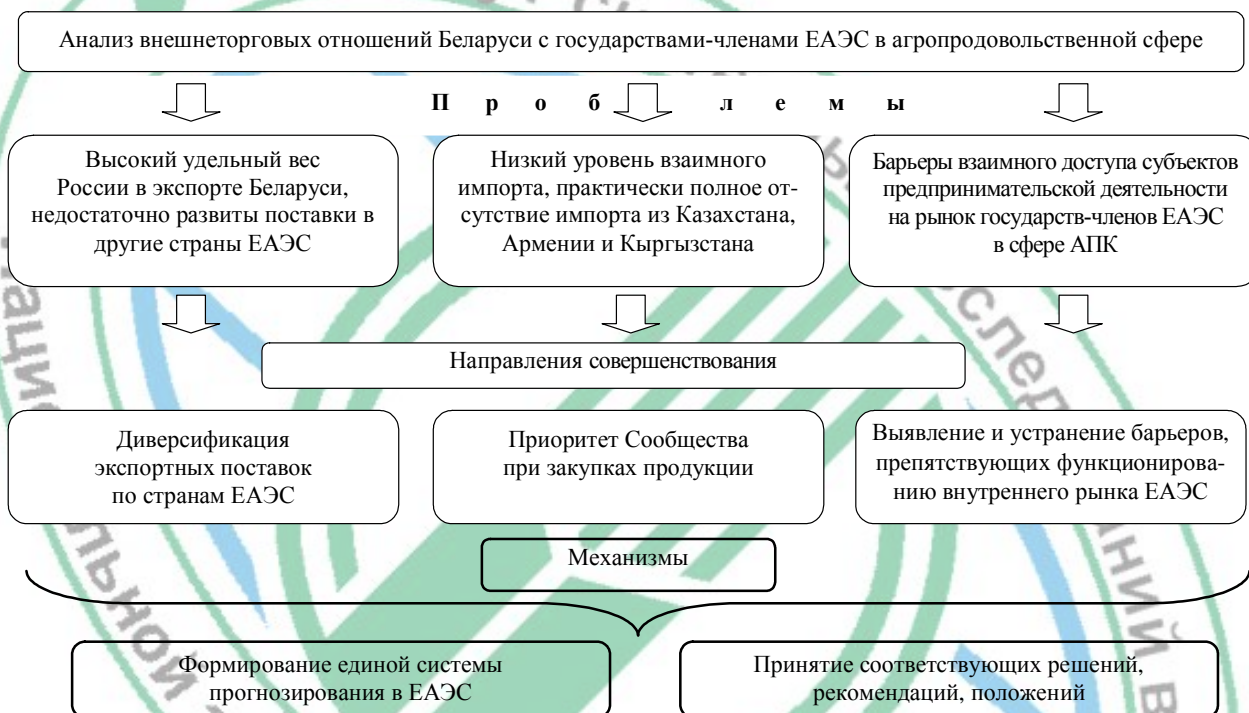 Анализ внешнеторговых отношений Беларуси с государствами-членами ЕАЭС в агропродовольственной сфере
П р о б л е м ы
Высокий удельный вес
России в экспорте Беларуси,
недостаточно развиты поставки в
другие страны ЕАЭС
Низкий уровень взаимного
импорта, практически полное от-
сутствие импорта из Казахстана,
Армении и Кыргызстана
Барьеры взаимного доступа субъектов
предпринимательской деятельности
на рынок государств-членов ЕАЭС
в сфере АПК
Направления совершенствования
Диверсификация
экспортных поставок
по странам ЕАЭС
Приоритет Сообщества
при закупках продукции
Выявление и устранение барьеров,
препятствующих функционирова-
нию внутреннего рынка ЕАЭС
Механизмы
Формирование единой системы
прогнозирования в ЕАЭС
Принятие соответствующих решений,
рекомендаций, положений